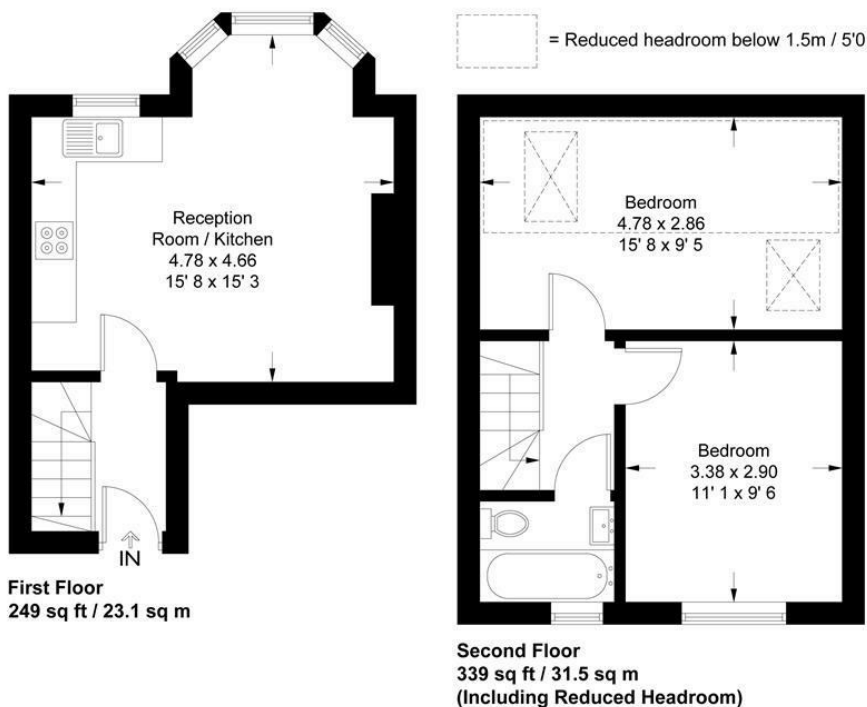 = Reduced headroom below 1.5m / 5'0
Reception
Room / Kitchen
4.78 x 4.66
15' 8 x 15' 3
IN
First Floor
249 sq ft / 23.1 sq m
Bedroom
4.78 x 2.86
15' 8 x 9' 5
Bedroom
3.38 x 2.90
11' 1 x 9' 6
Second Floor
339 sq ft / 31.5 sq m
(Including Reduced Headroom)